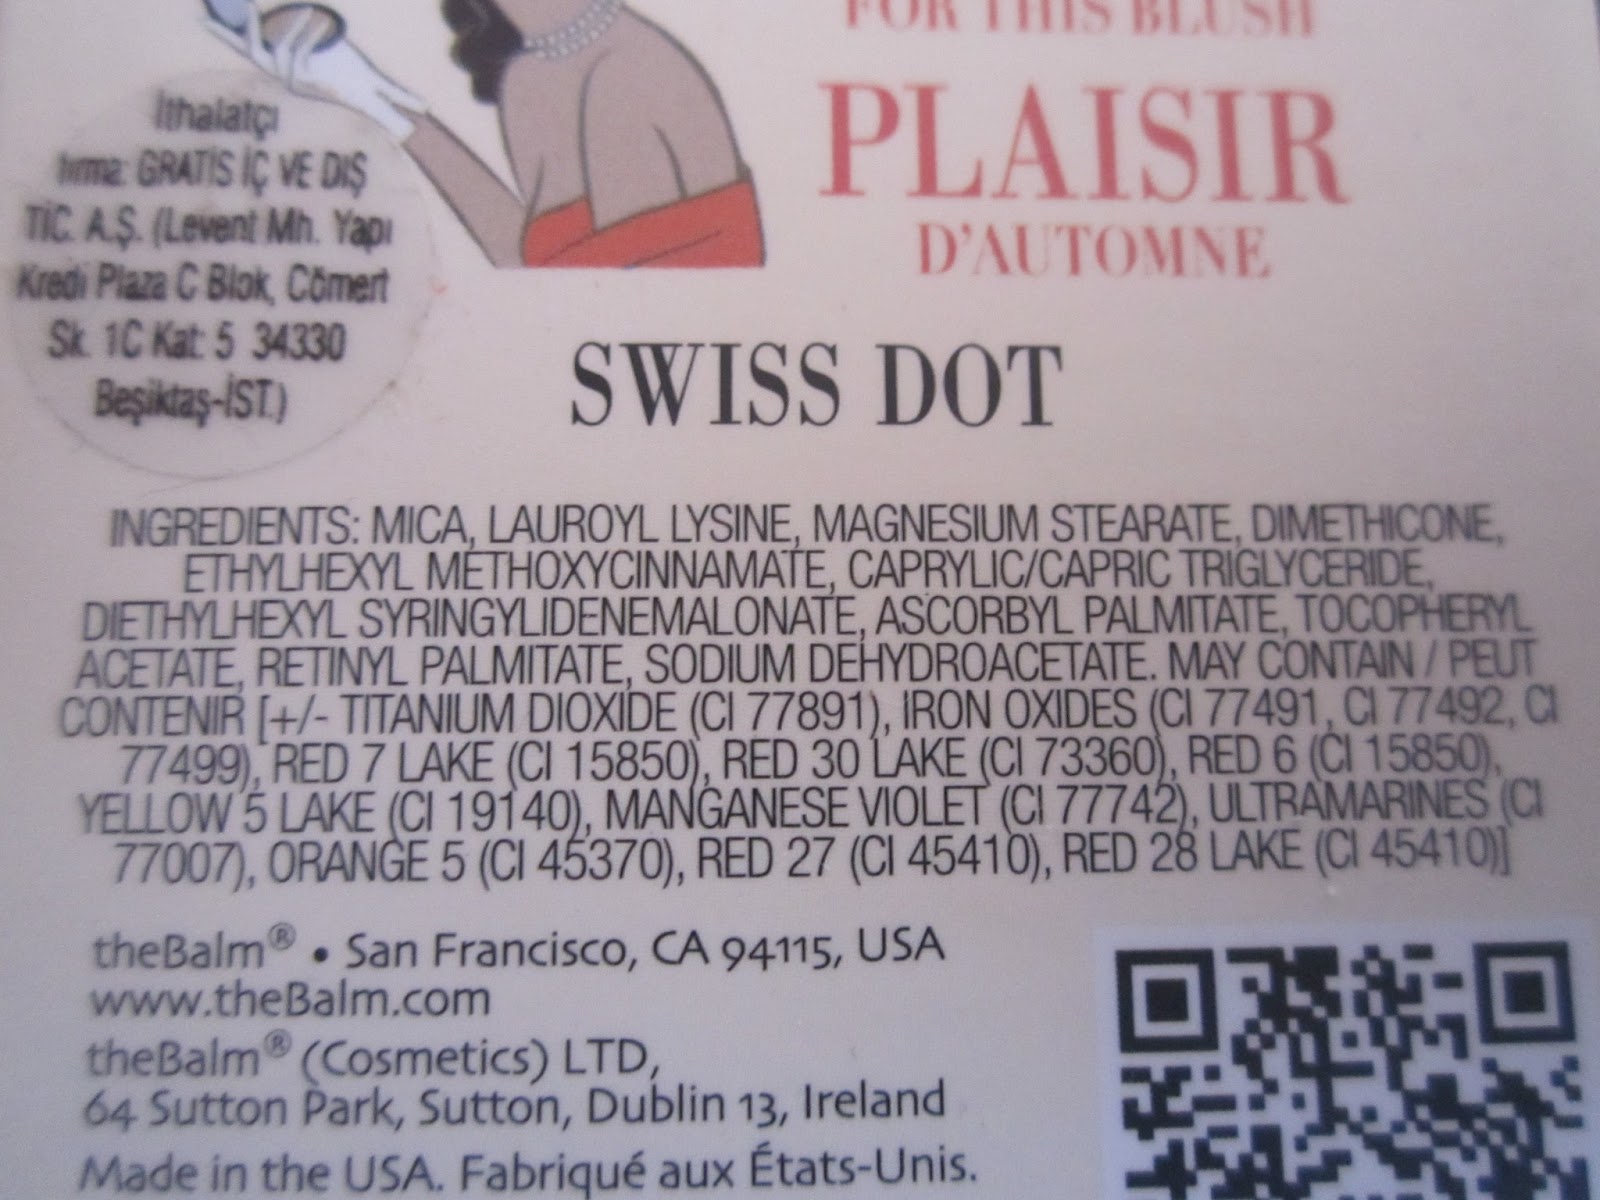 FOR THIS BLUSH
PLAISIR
D'AUTOMNE
İthalatçı
firma: GRATİS İÇ VE DIŞ
TİC. A.Ş. (Levent Mh. Yapı
Kredi Plaza C Blok, Cömert
Sk. 1C Kat: 5 34330
Beşiktaş-İST.)
SWISS DOT
INGREDIENTS: MICA, LAUROYL LYSINE, MAGNESIUM STEARATE, DIMETHICONE,
ETHYLHEXYL METHOXYCINNAMATE, CAPRYLIC/CAPRIC TRIGLYCERIDE,
DIETHYLHEXYL SYRINGYLIDENEMALONATE, ASCORBYL PALMITATE, TOCOPHERYL
ACETATE, RETINYL PALMITATE, SODIUM DEHYDROACETATE. MAY CONTAIN / PEUT
CONTENIR [+/- TITANIUM DIOXIDE (CI 77891), IRON OXIDES (CI 77491, CI 77492, CI
77499), RED 7 LAKE (CI 15850), RED 30 LAKE (CI 73360), RED 6 (CI 15850),
YELLOW 5 LAKE (CI 19140), MANGANESE VIOLET (CI 77742), ULTRAMARINES (CI
77007), ORANGE 5 (CI 45370), RED 27 (CI 45410), RED 28 LAKE (CI 45410)]
theBalm® • San Francisco, CA 94115, USA
www.theBalm.com
theBalm® (Cosmetics) LTD,
64 Sutton Park, Sutton, Dublin 13, Ireland
Made in the USA. Fabriqué aux États-Unis.